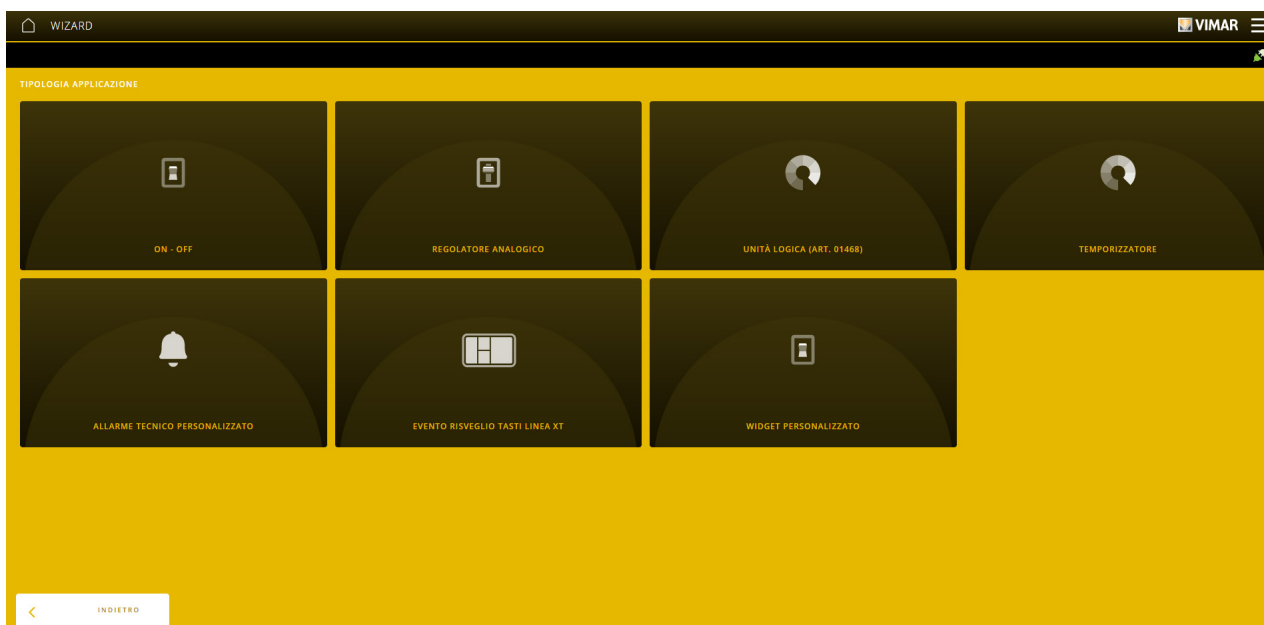 WIZARD
VIMAR
TIPOLOGIA APPLICAZIONE
ON - OFF
REGOLATORE ANALOGICO
UNITÀ LOGICA (ART. 01468)
TEMPORIZZATORE
ALLARME TECNICO PERSONALIZZATO
EVENTO RISVEGLIO TASTI LINEA XT
WIDGET PERSONALIZZATO
INDIETRO